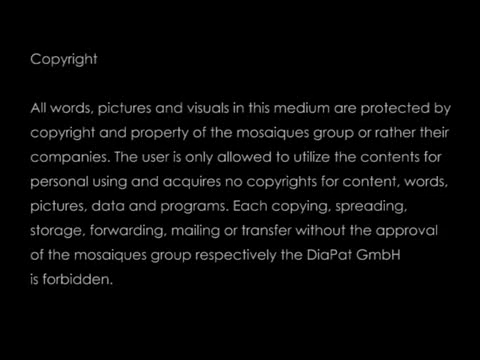 Copyright
All words, pictures and visuals in this medium are protected by
copyright and property of the mosaiques group or rather their
companies. The user is only allowed to utilize the contents for
personal using and acquires no copyrights for content, words,
pictures, data and programs. Each copying, spreading,
storage, forwarding, mailing or transfer without the approval
of the mosaiques group respectively the DiaPat GmbH
is forbidden.